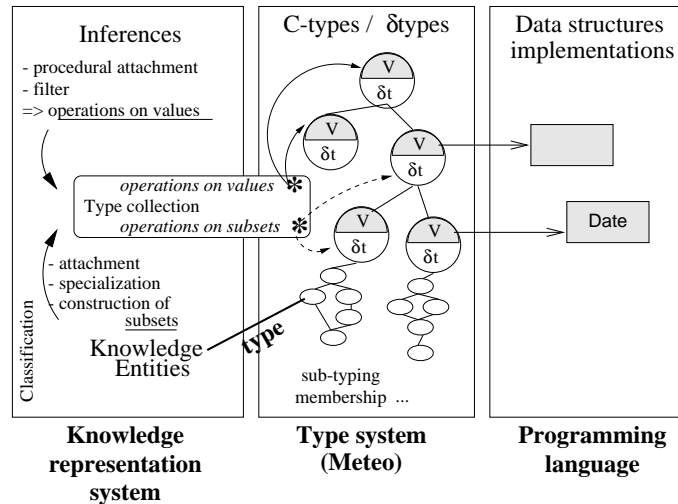 Inferences
- procedural attachment
- filter
=> operations on values
operations on values *
Type collection
operations on subsets *
- attachment
- specialization
- construction of
subsets
Classification
Knowledge
Entities
type
C-types / δtypes
V
δt
V
δt
V
δt
V
δt
V
δt
sub-typing
membership ...
Data structures
implementations
Date
Knowledge
representation
system
Type system
(Meteo)
Programming
language